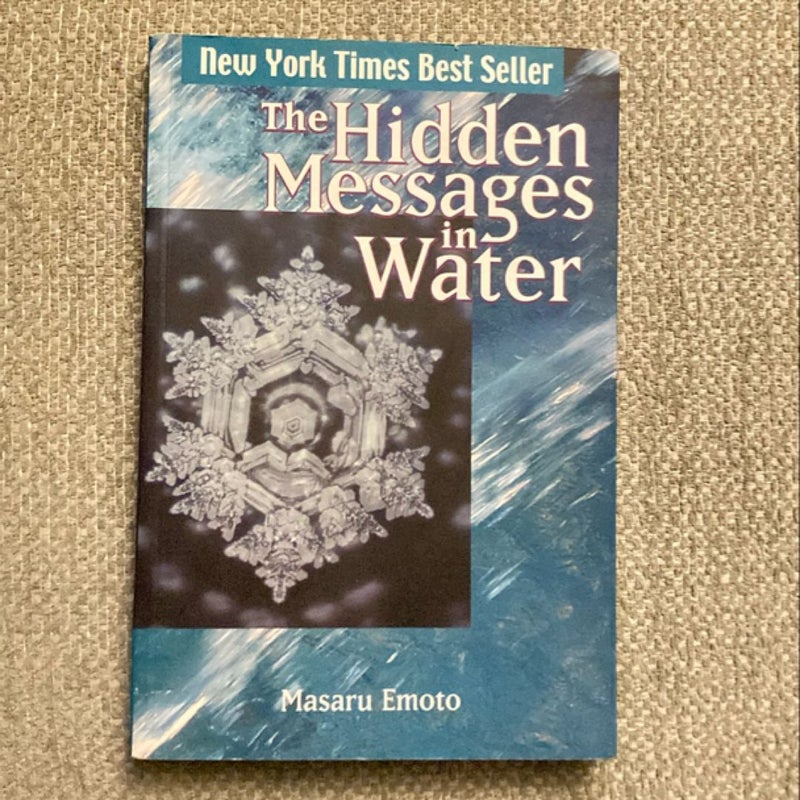 New York Times Best Seller
The Hidden
Messages
in
Water
Masaru Emoto